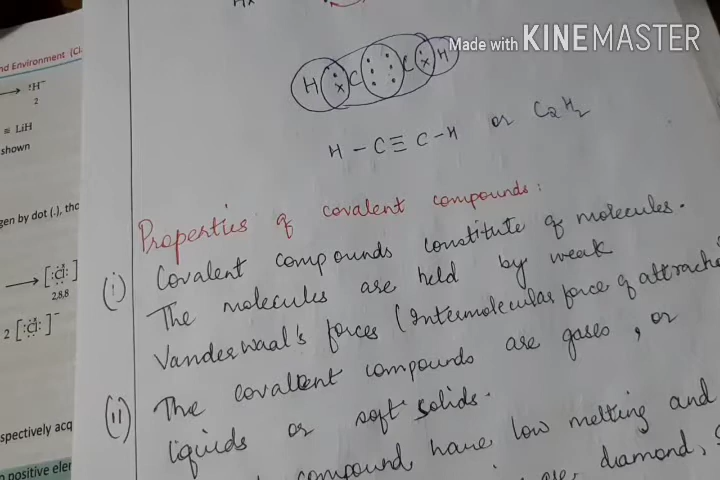 Made with KINEMASTER
nd Environment (Cl
H C C H
H – C ≡ C – H or C₂H₂
≡ LiH
shown
gen by dot (.), tho
2,8,8
2 [:Cl:]⁻
spectively acq
n positive eler
Properties of covalent compounds:
(i) Covalent compounds constitute of molecules.
The molecules are held by weak
Vanderwaal's forces (Intermolecular force of attractio
(ii) The covalent compounds are gases, or
liquids or soft solids.
compound have low melting and
diamond,